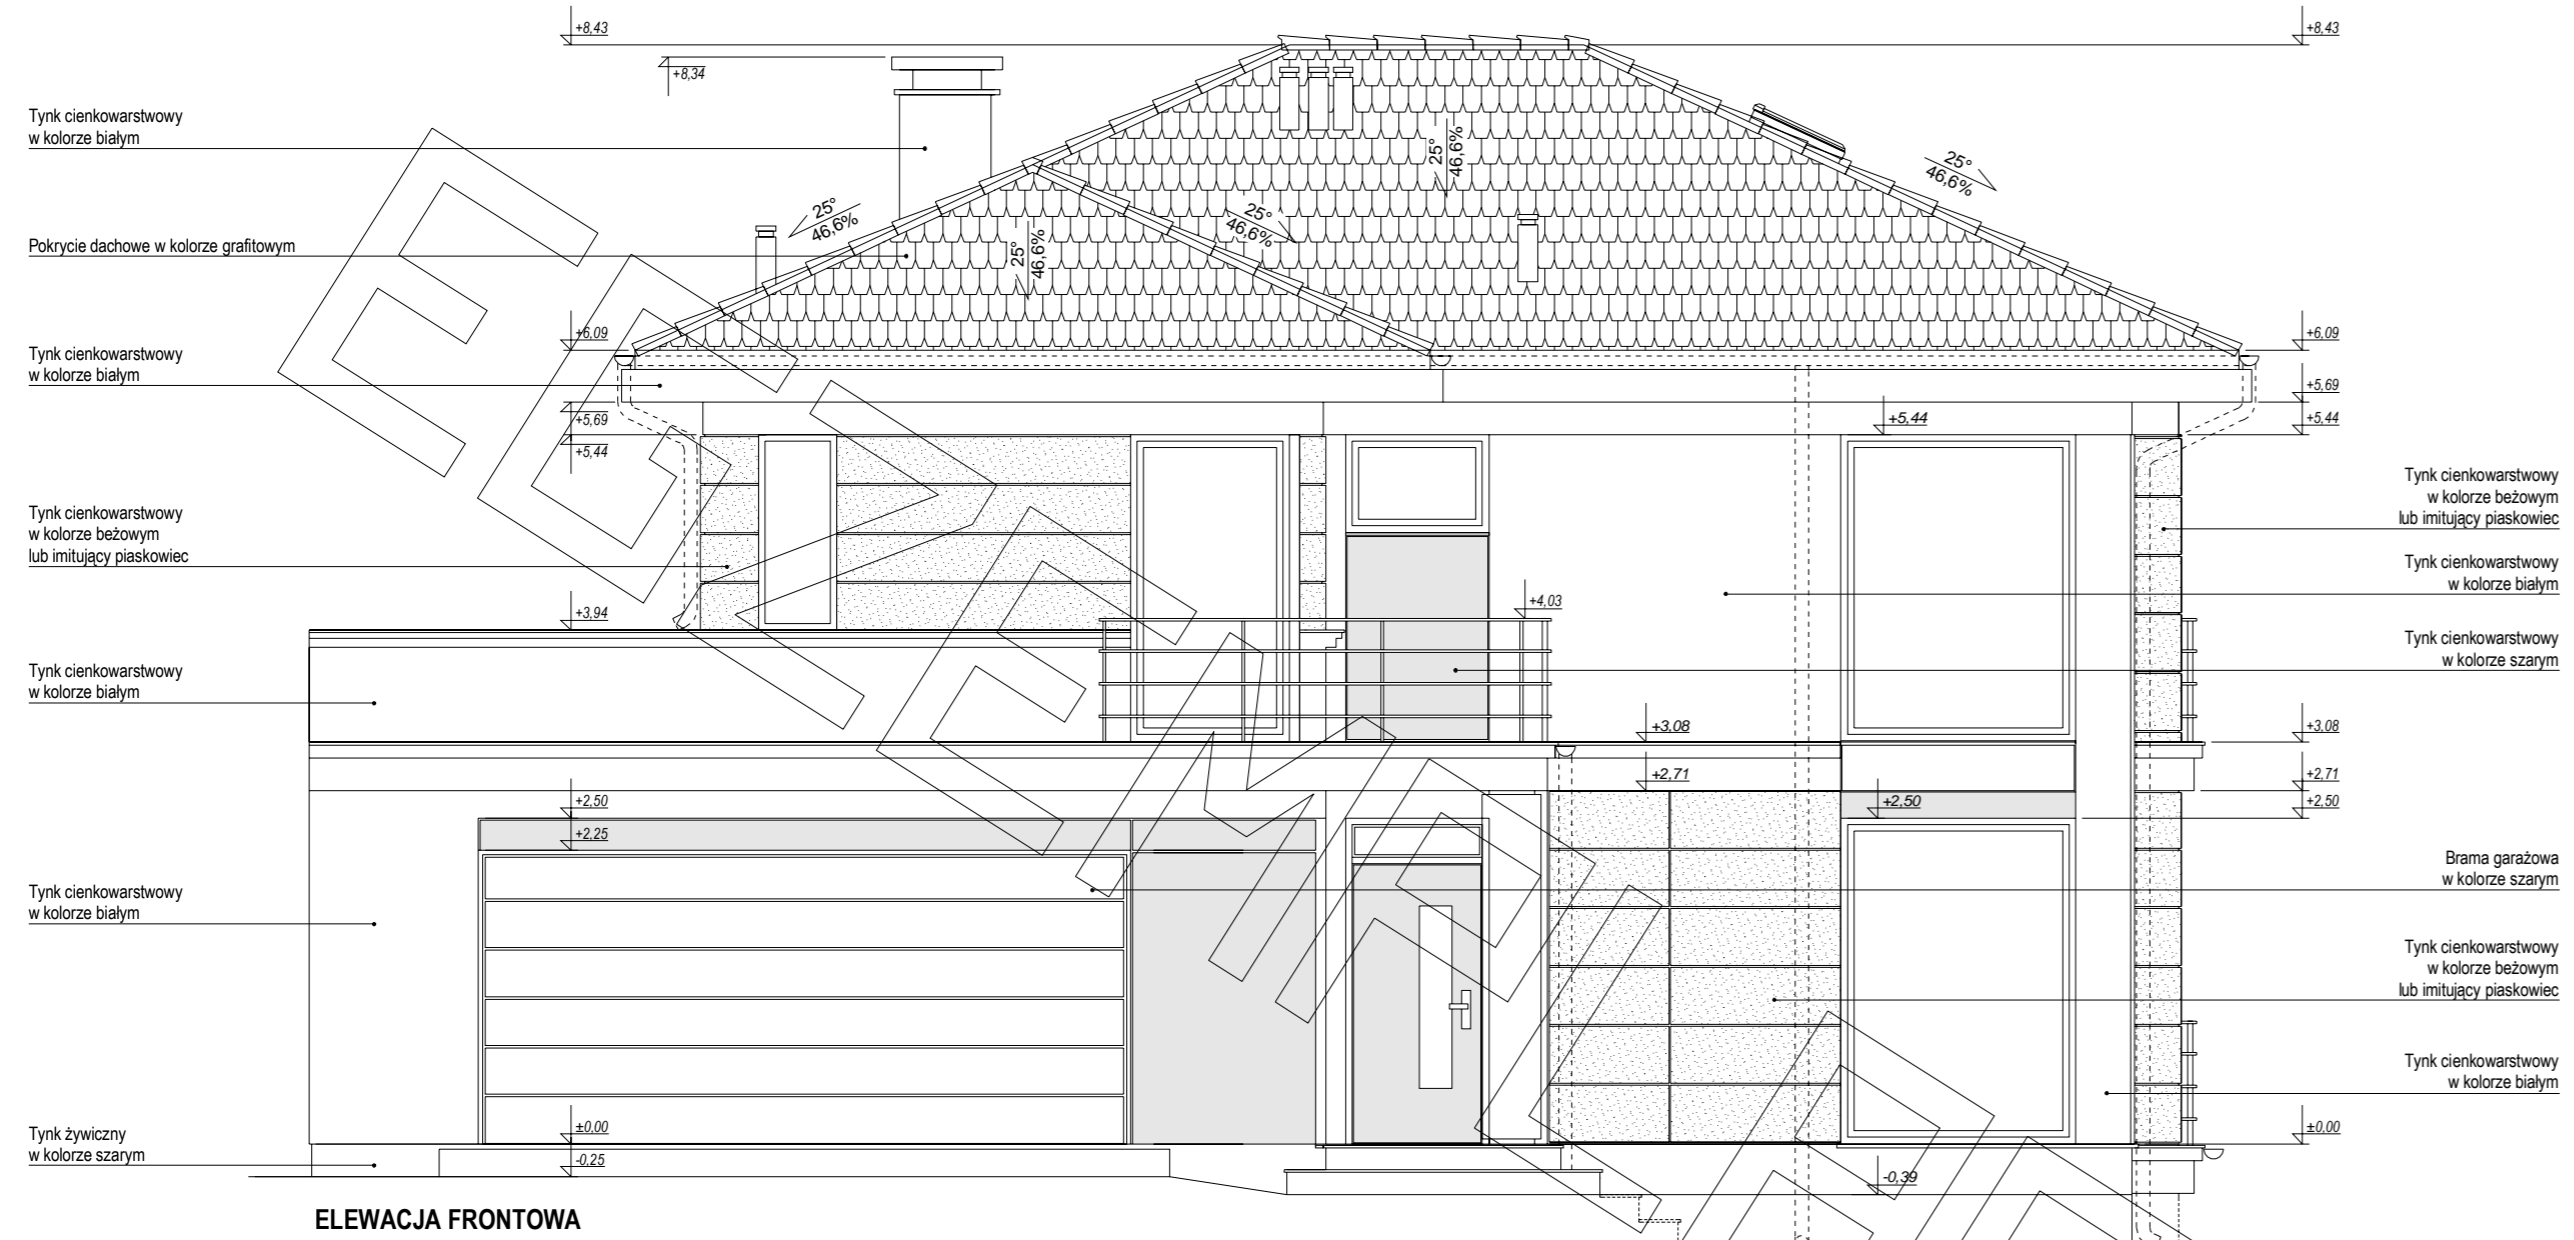 +8,43
+8,43
+8,34
Tynk cienkowarstwowy
w kolorze białym
25°
46,6%
25°
46,6%
25°
46,6%
25°
46,6%
25°
46,6%
Pokrycie dachowe w kolorze grafitowym
+6,09
+6,09
Tynk cienkowarstwowy
w kolorze białym
+5,69
+5,44
+5,44
+5,69
+5,44
Tynk cienkowarstwowy
w kolorze beżowym
lub imitujący piaskowiec
Tynk cienkowarstwowy
w kolorze beżowym
lub imitujący piaskowiec
Tynk cienkowarstwowy
w kolorze białym
+3,94
+4,03
Tynk cienkowarstwowy
w kolorze szarym
Tynk cienkowarstwowy
w kolorze białym
+3,08
+3,08
+2,71
+2,71
+2,50
+2,50
+2,50
+2,25
Brama garażowa
w kolorze szarym
Tynk cienkowarstwowy
w kolorze białym
Tynk cienkowarstwowy
w kolorze beżowym
lub imitujący piaskowiec
Tynk cienkowarstwowy
w kolorze białym
±0,00
±0,00
Tynk żywiczny
w kolorze szarym
-0,25
-0,39
ELEWACJA FRONTOWA